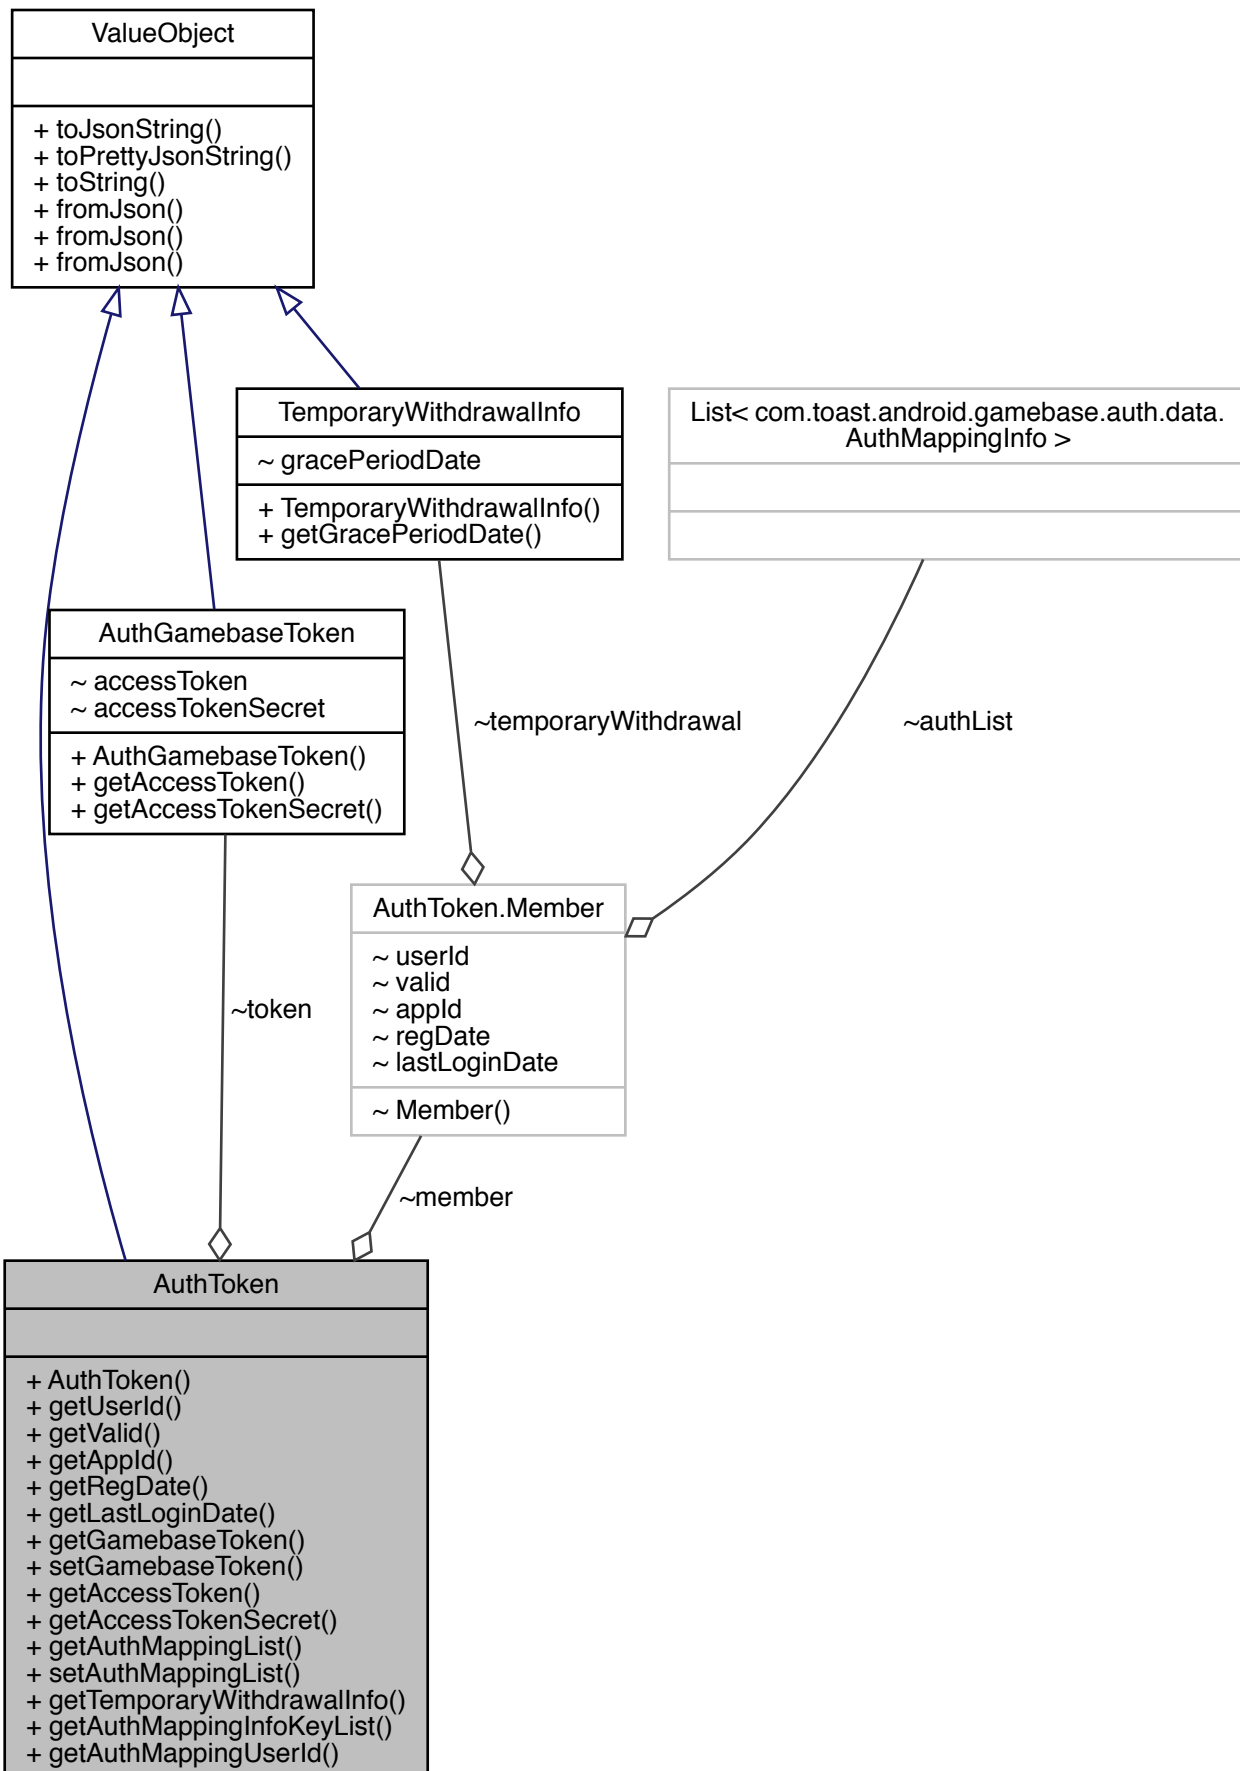 ValueObject
+ toJsonString()
+ toPrettyJsonString()
+ toString()
+ fromJson()
+ fromJson()
+ fromJson()
TemporaryWithdrawalInfo
~ gracePeriodDate
+ TemporaryWithdrawalInfo()
+ getGracePeriodDate()
List< com.toast.android.gamebase.auth.data.
AuthMappingInfo >
AuthGamebaseToken
~ accessToken
~ accessTokenSecret
+ AuthGamebaseToken()
+ getAccessToken()
+ getAccessTokenSecret()
~temporaryWithdrawal
~authList
AuthToken.Member
~ userId
~ valid
~ appId
~ regDate
~ lastLoginDate
~ Member()
~token
~member
AuthToken
+ AuthToken()
+ getUserId()
+ getValid()
+ getAppId()
+ getRegDate()
+ getLastLoginDate()
+ getGamebaseToken()
+ setGamebaseToken()
+ getAccessToken()
+ getAccessTokenSecret()
+ getAuthMappingList()
+ setAuthMappingList()
+ getTemporaryWithdrawalInfo()
+ getAuthMappingInfoKeyList()
+ getAuthMappingUserId()